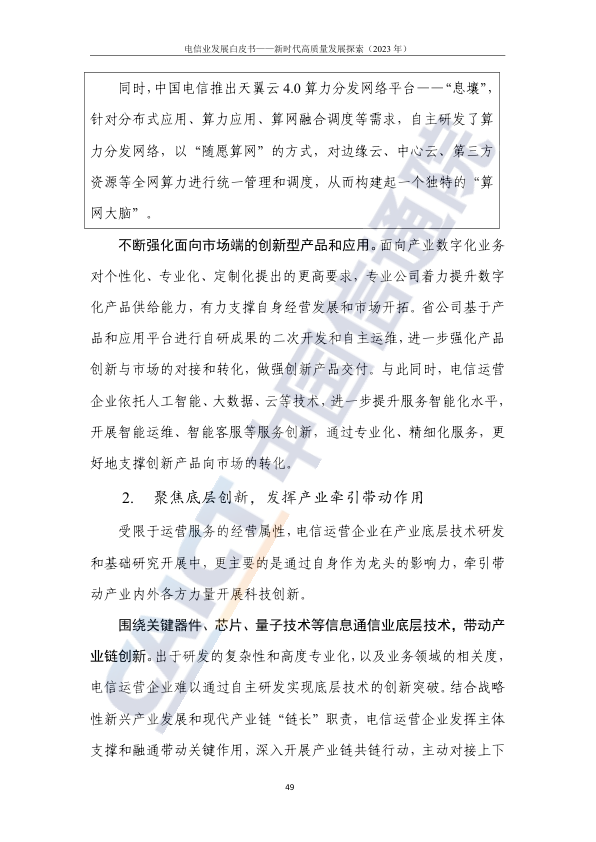 电信业发展白皮书——新时代高质量发展探索（2023 年）
同时，中国电信推出天翼云 4.0 算力分发网络平台——“息壤”，
针对分布式应用、算力应用、算网融合调度等需求，自主研发了算
力分发网络，以“随愿算网”的方式，对边缘云、中心云、第三方
资源等全网算力进行统一管理和调度，从而构建起一个独特的“算
网大脑”。
不断强化面向市场端的创新型产品和应用。面向产业数字化业务
对个性化、专业化、定制化提出的更高要求，专业公司着力提升数字
化产品供给能力，有力支撑自身经营发展和市场开拓。省公司基于产
品和应用平台进行自研成果的二次开发和自主运维，进一步强化产品
创新与市场的对接和转化，做强创新产品交付。与此同时，电信运营
企业依托人工智能、大数据、云等技术，进一步提升服务智能化水平，
开展智能运维、智能客服等服务创新，通过专业化、精细化服务，更
好地支撑创新产品向市场的转化。
2. 聚焦底层创新，发挥产业牵引带动作用
受限于运营服务的经营属性，电信运营企业在产业底层技术研发
和基础研究开展中，更主要的是通过自身作为龙头的影响力，牵引带
动产业内外各方力量开展科技创新。
围绕关键器件、芯片、量子技术等信息通信业底层技术，带动产
业链创新。出于研发的复杂性和高度专业化，以及业务领域的相关度，
电信运营企业难以通过自主研发实现底层技术的创新突破。结合战略
性新兴产业发展和现代产业链“链长”职责，电信运营企业发挥主体
支撑和融通带动关键作用，深入开展产业链共链行动，主动对接上下
49
CAICT 中国信通院